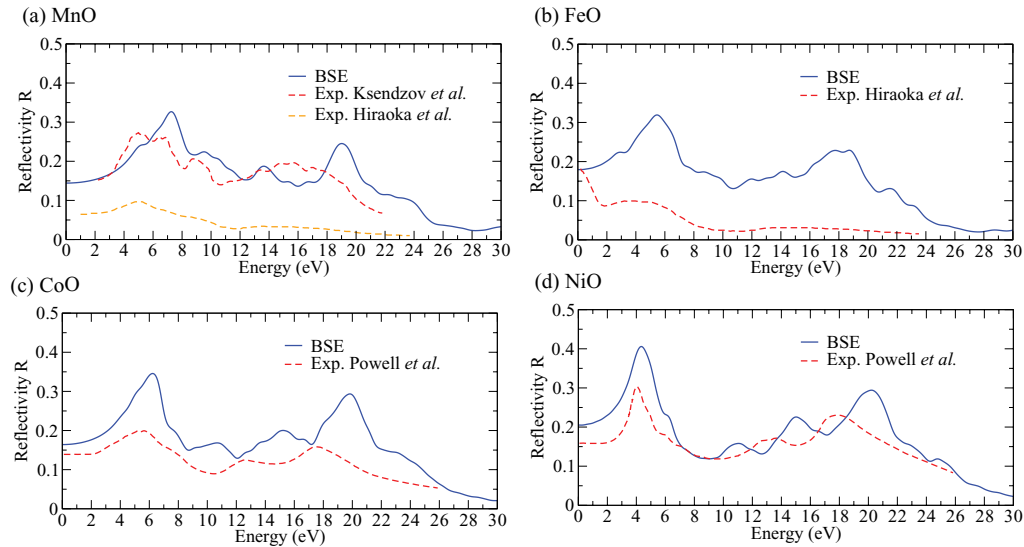 (a) MnO
0.5
0.4
0.3
0.2
0.1
0
Reflectivity R
BSE
Exp. Ksendzov et al.
Exp. Hiraoka et al.
0 2 4 6 8 10 12 14 16 18 20 22 24 26 28 30
Energy (eV)
(b) FeO
0.5
0.4
0.3
0.2
0.1
0
Reflectivity R
BSE
Exp. Hiraoka et al.
0 2 4 6 8 10 12 14 16 18 20 22 24 26 28 30
Energy (eV)
(c) CoO
0.5
0.4
0.3
0.2
0.1
0
Reflectivity R
BSE
Exp. Powell et al.
0 2 4 6 8 10 12 14 16 18 20 22 24 26 28 30
Energy (eV)
(d) NiO
0.5
0.4
0.3
0.2
0.1
0
Reflectivity R
BSE
Exp. Powell et al.
0 2 4 6 8 10 12 14 16 18 20 22 24 26 28 30
Energy (eV)